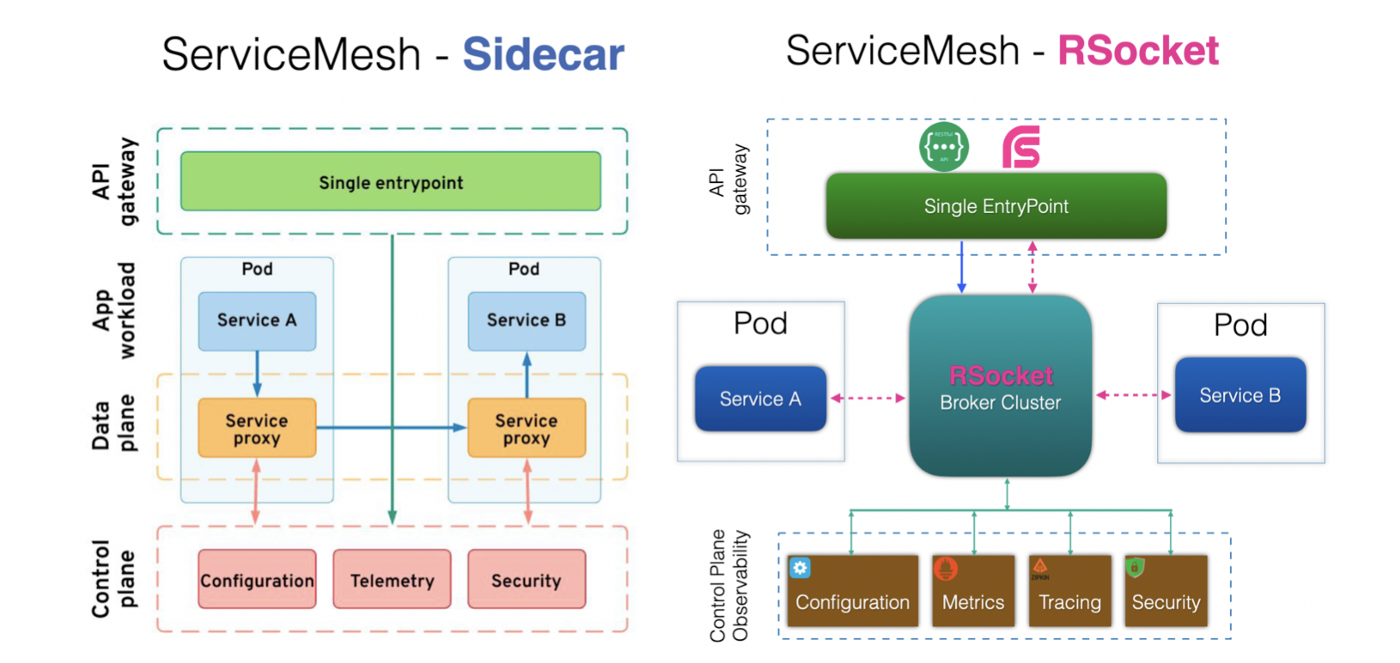 ServiceMesh - Sidecar
API
gateway
Single entrypoint
App
workload
Pod
Pod
Service A
Service B
Data
plane
Service
proxy
Service
proxy
Control
plane
Configuration
Telemetry
Security
ServiceMesh - RSocket
API
gateway
RESTful
{•••}
API
RS
Single EntryPoint
Pod
Service A
RSocket
Broker Cluster
Pod
Service B
Control Plane
Observability
Configuration
Metrics
ZIPKIN
Tracing
Security